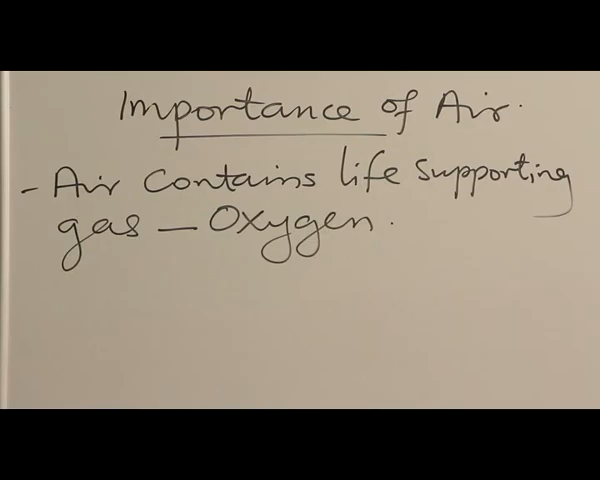 Importance of Air.
- Air Contains life supporting
gas - Oxygen.